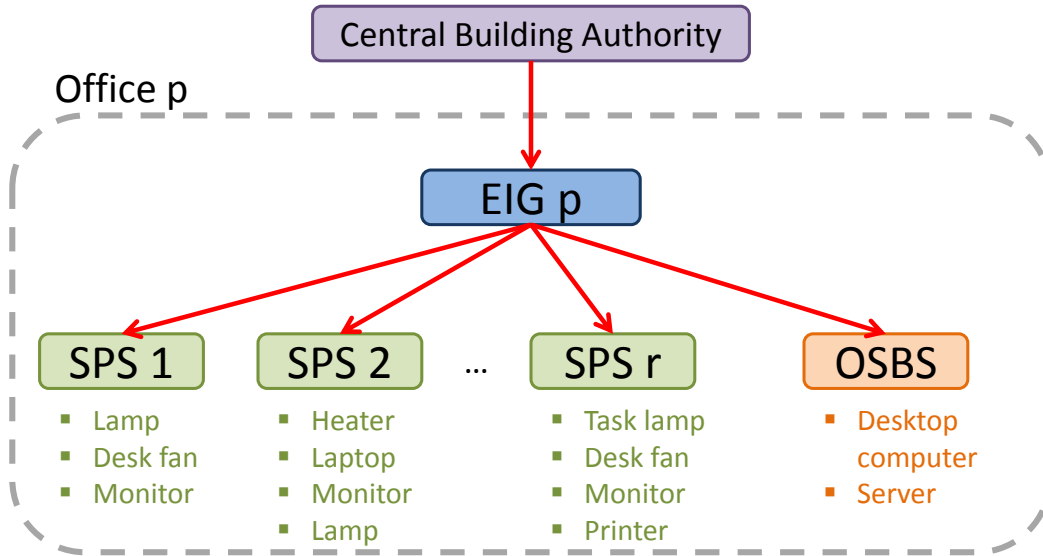 Central Building Authority
Office p
EIG p
SPS 1
SPS 2
...
SPS r
OSBS
▪ Lamp
▪ Desk fan
▪ Monitor
▪ Heater
▪ Laptop
▪ Monitor
▪ Lamp
▪ Task lamp
▪ Desk fan
▪ Monitor
▪ Printer
▪ Desktop
computer
▪ Server